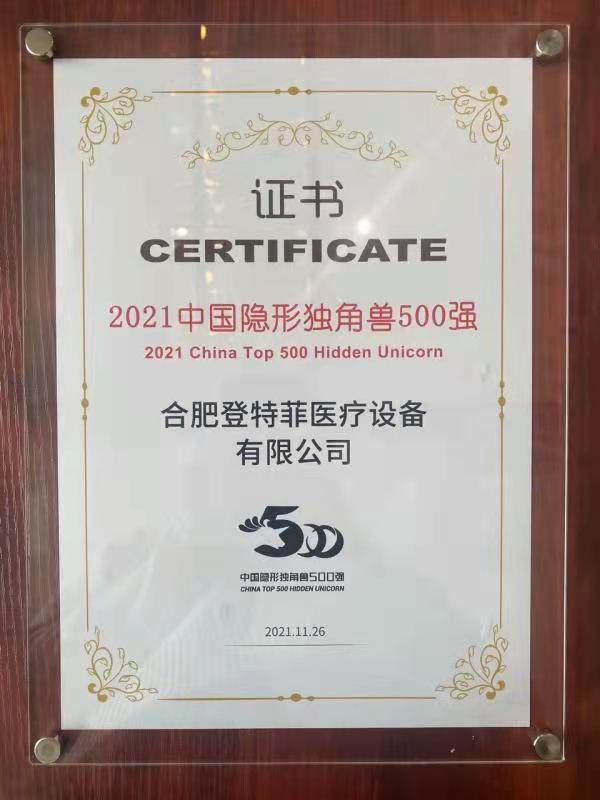 证书
CERTIFICATE
2021中国隐形独角兽500强
2021 China Top 500 Hidden Unicorn
合肥登特菲医疗设备
有限公司
500
中国隐形独角兽500强
CHINA TOP 500 HIDDEN UNICORN
2021.11.26